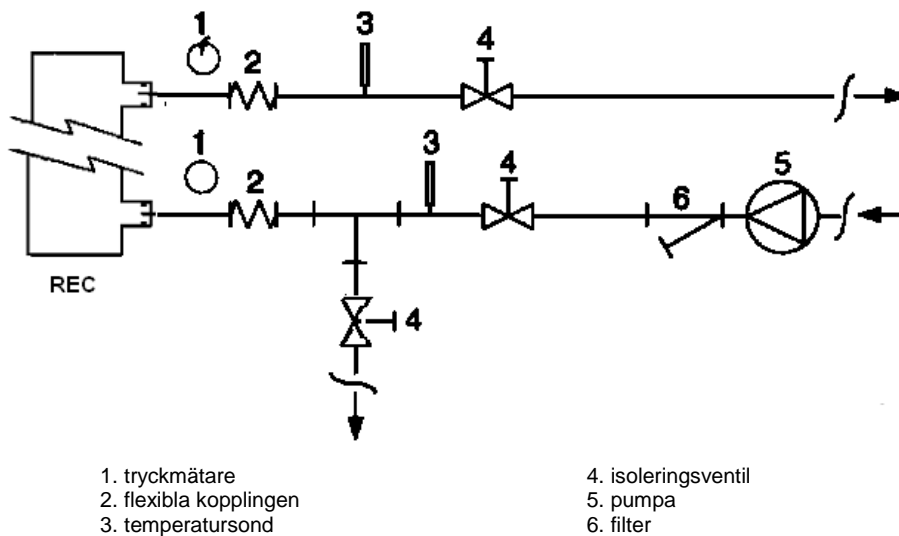 1
3
4
2
1
3
4
5
2
6
REC
4
1. tryckmätare
2. flexibla kopplingen
3. temperatursond
4. isoleringsventil
5. pumpa
6. filter